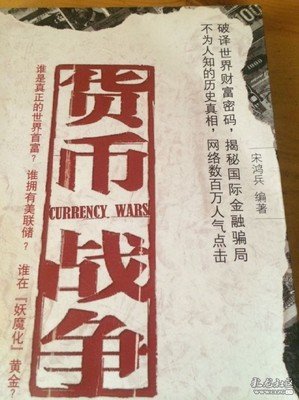 破译世界财富密码，揭秘国际金融骗局
不为人知的历史真相，网络数百万人气点击
宋鸿兵 编著
货币
CURRENCY WARS
战争
谁是真正的世界首富？
谁拥有美联储？
谁在“妖魔化”黄金？